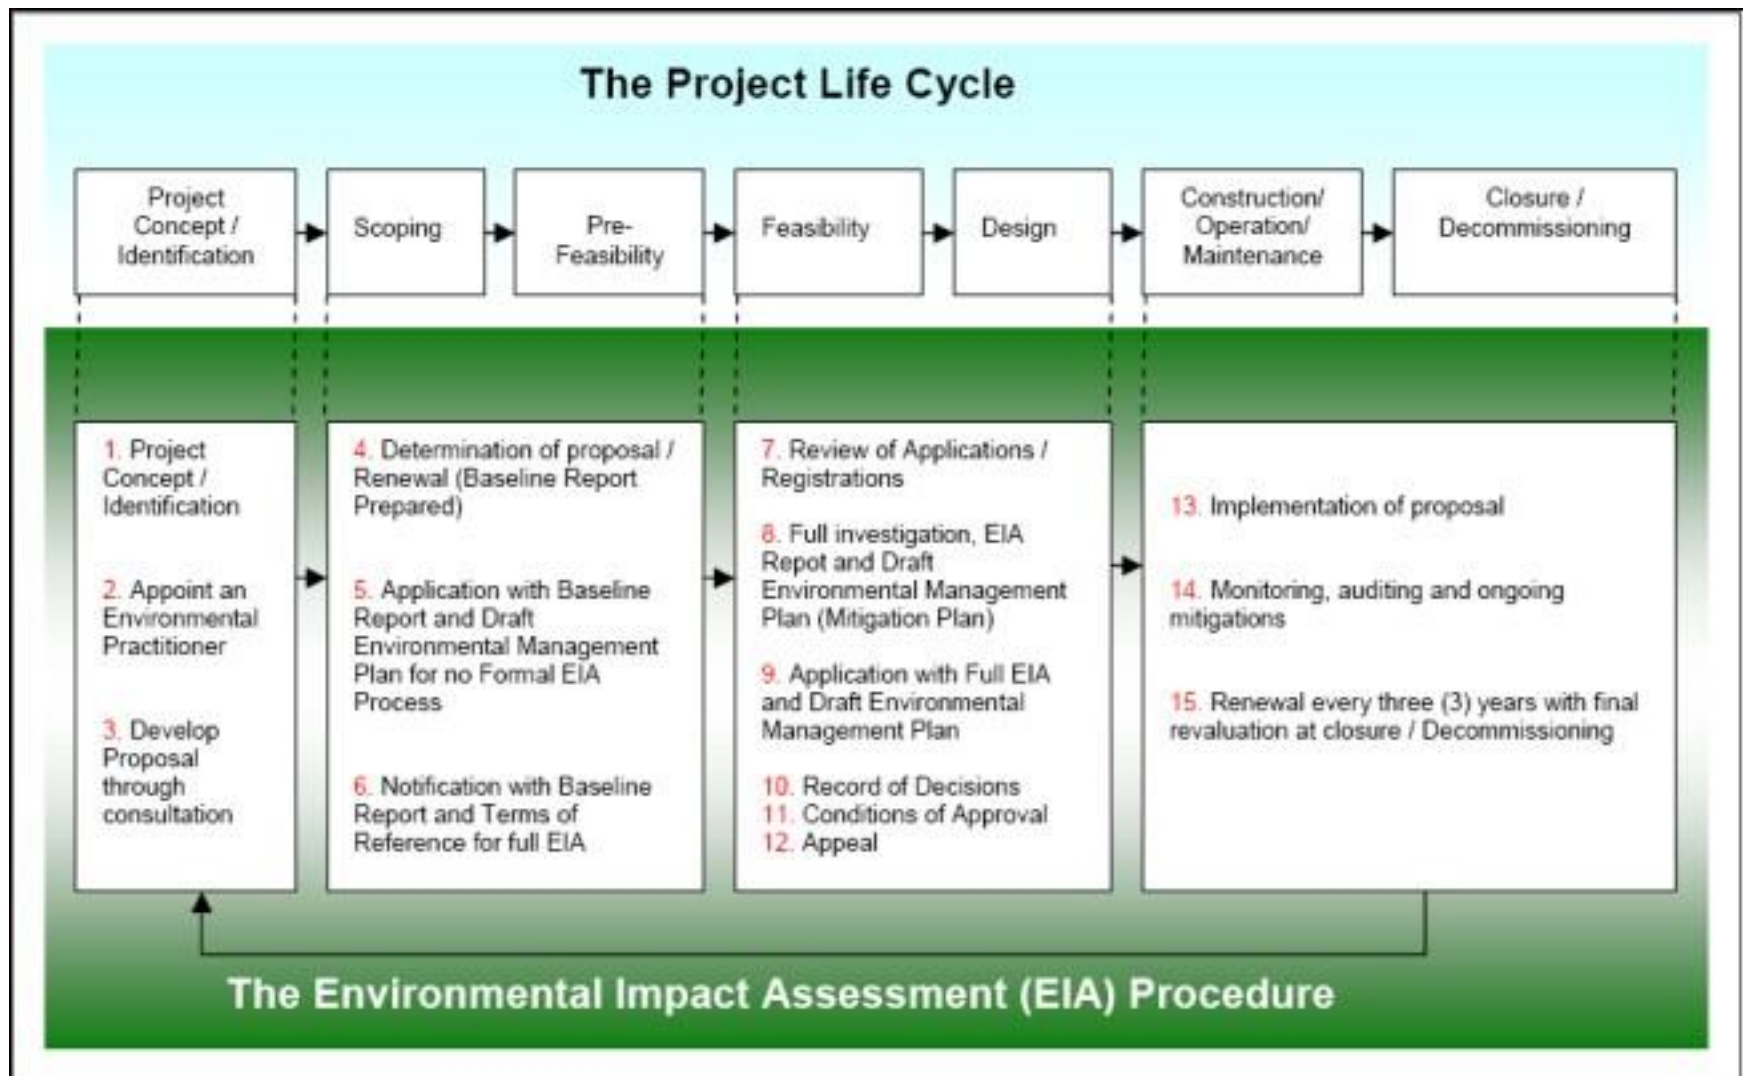 The Project Life Cycle
Project
Concept /
Identification
Scoping
Pre-
Feasibility
Feasibility
Design
Construction/
Operation/
Maintenance
Closure /
Decommissioning
1. Project
Concept /
Identification
2. Appoint an
Environmental
Practitioner
3. Develop
Proposal
through
consultation
4. Determination of proposal /
Renewal (Baseline Report
Prepared)
5. Application with Baseline
Report and Draft
Environmental Management
Plan for no Formal EIA
Process
6. Notification with Baseline
Report and Terms of
Reference for full EIA
7. Review of Applications /
Registrations
8. Full investigation, EIA
Repot and Draft
Environmental Management
Plan (Mitigation Plan)
9. Application with Full EIA
and Draft Environmental
Management Plan
10. Record of Decisions
11. Conditions of Approval
12. Appeal
13. Implementation of proposal
14. Monitoring, auditing and ongoing
mitigations
15. Renewal every three (3) years with final
revaluation at closure / Decommissioning
The Environmental Impact Assessment (EIA) Procedure